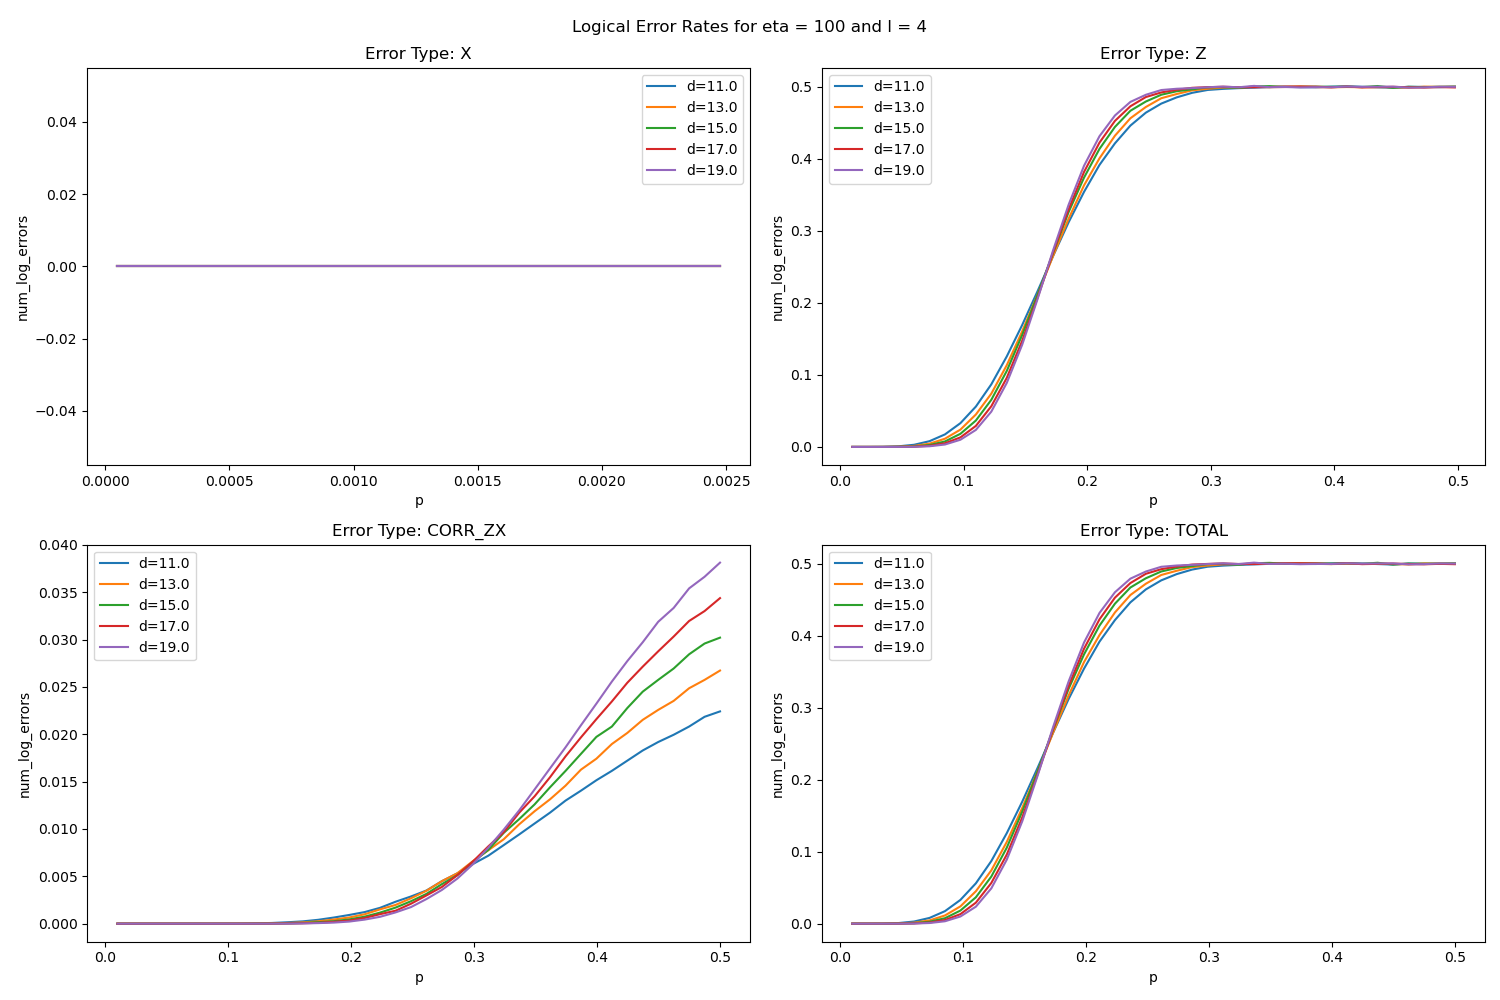 Logical Error Rates for eta = 100 and l = 4
Error Type: X
num_log_errors
0.04
0.02
0.00
−0.02
−0.04
d=11.0
d=13.0
d=15.0
d=17.0
d=19.0
0.0000 0.0005 0.0010 0.0015 0.0020 0.0025
p
Error Type: Z
num_log_errors
0.5
0.4
0.3
0.2
0.1
0.0
d=11.0
d=13.0
d=15.0
d=17.0
d=19.0
0.0 0.1 0.2 0.3 0.4 0.5
p
Error Type: CORR_ZX
num_log_errors
0.040
0.035
0.030
0.025
0.020
0.015
0.010
0.005
0.000
d=11.0
d=13.0
d=15.0
d=17.0
d=19.0
0.0 0.1 0.2 0.3 0.4 0.5
p
Error Type: TOTAL
num_log_errors
0.5
0.4
0.3
0.2
0.1
0.0
d=11.0
d=13.0
d=15.0
d=17.0
d=19.0
0.0 0.1 0.2 0.3 0.4 0.5
p